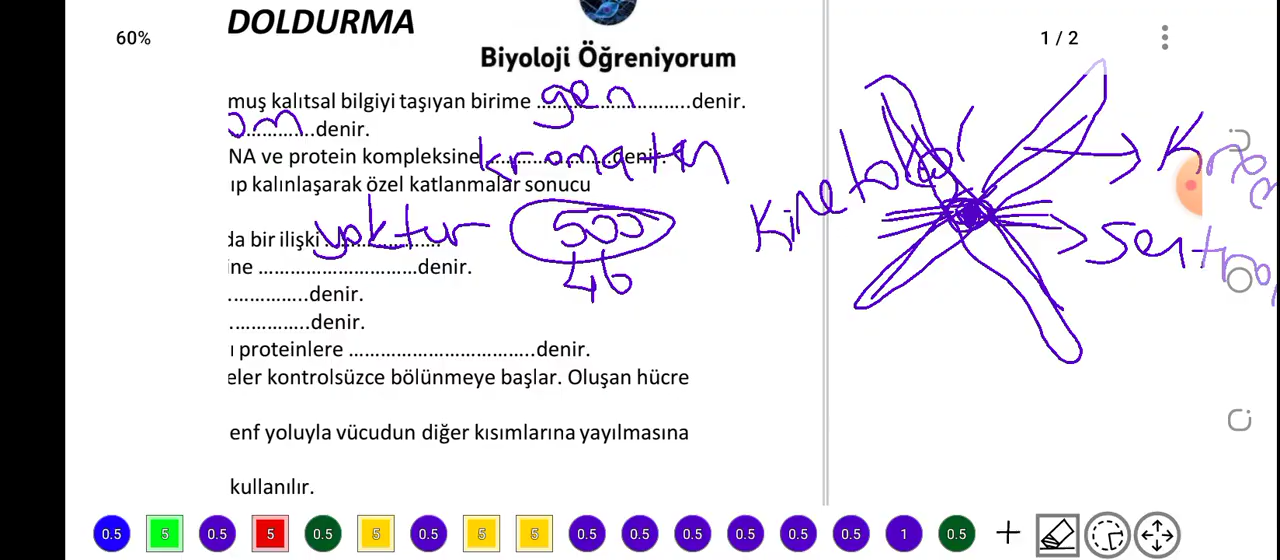 DOLDURMA
60%
1 / 2
Biyoloji Öğreniyorum
muş kalıtsal bilgiyi taşıyan birime gen ..............denir.
om............denir.
NA ve protein kompleksine kromatin denir.
ıp kalınlaşarak özel katlanmalar sonucu
da bir ilişki yoktur 500
46
ine ..............................denir.
...............denir.
...............denir.
ı proteinlere ....................................denir.
eler kontrolsüzce bölünmeye başlar. Oluşan hücre
enf yoluyla vücudun diğer kısımlarına yayılmasına
kullanılır.
Sentro
0.5 5 0.5 5 0.5 5 0.5 5 5 0.5 0.5 0.5 0.5 0.5 0.5 1 0.5